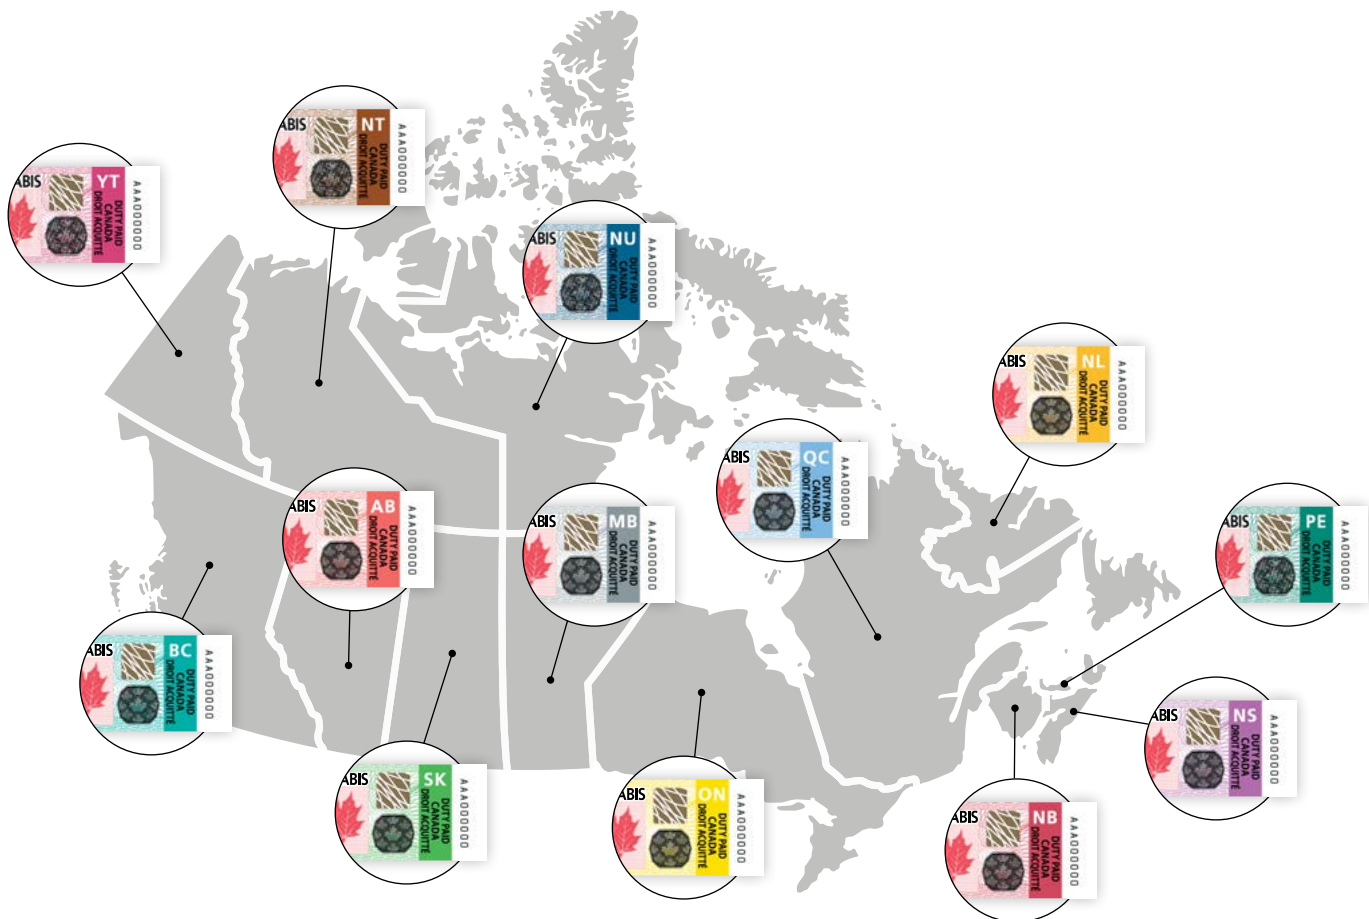 ABIS
NT
DUTY PAID
CANADA
DROIT ACQUITTÉ
AAA000000
ABIS
YT
DUTY PAID
CANADA
DROIT ACQUITTÉ
AAA000000
ABIS
NU
DUTY PAID
CANADA
DROIT ACQUITTÉ
AAA000000
ABIS
NL
DUTY PAID
CANADA
DROIT ACQUITTÉ
AAA000000
ABIS
QC
DUTY PAID
CANADA
DROIT ACQUITTÉ
AAA000000
ABIS
AB
DUTY PAID
CANADA
DROIT ACQUITTÉ
AAA000000
ABIS
MB
DUTY PAID
CANADA
DROIT ACQUITTÉ
AAA000000
ABIS
PE
DUTY PAID
CANADA
DROIT ACQUITTÉ
AAA000000
ABIS
BC
DUTY PAID
CANADA
DROIT ACQUITTÉ
AAA000000
ABIS
NS
DUTY PAID
CANADA
DROIT ACQUITTÉ
AAA000000
ABIS
SK
DUTY PAID
CANADA
DROIT ACQUITTÉ
AAA000000
ABIS
ON
DUTY PAID
CANADA
DROIT ACQUITTÉ
AAA000000
ABIS
NB
DUTY PAID
CANADA
DROIT ACQUITTÉ
AAA000000